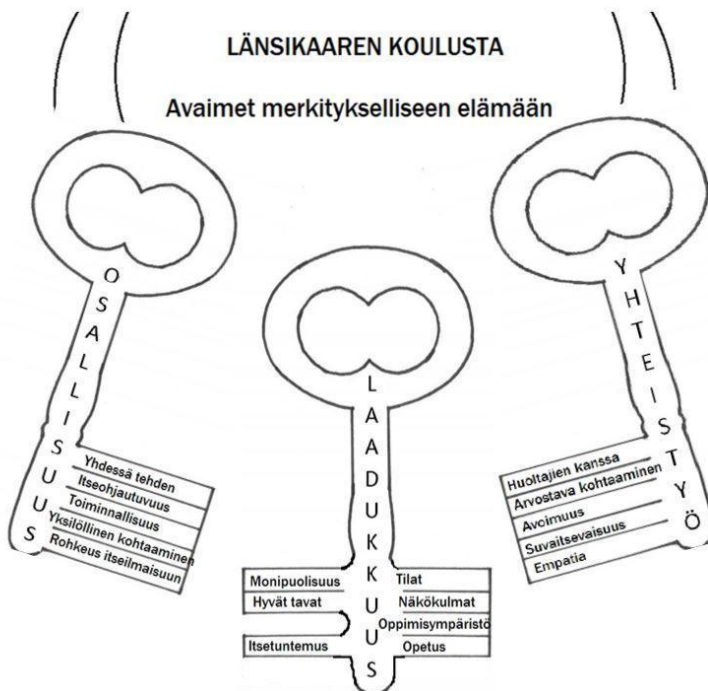 LÄNSIKAAREN KOULUSTA
Avaimet merkitykselliseen elämään
OSALLISUUS
Yhdessä tehden
Itseohjautuvuus
Toiminnallisuus
Yksilöllinen kohtaaminen
Rohkeus itseilmaisuun
LAADUKKUUS
Monipuolisuus
Hyvät tavat
Itsetuntemus
Tilat
Näkökulmat
Oppimisympäristö
Opetus
YHTEISTYÖ
Huoltajien kanssa
Arvostava kohtaaminen
Avoimuus
Suvaitsevaisuus
Empatia